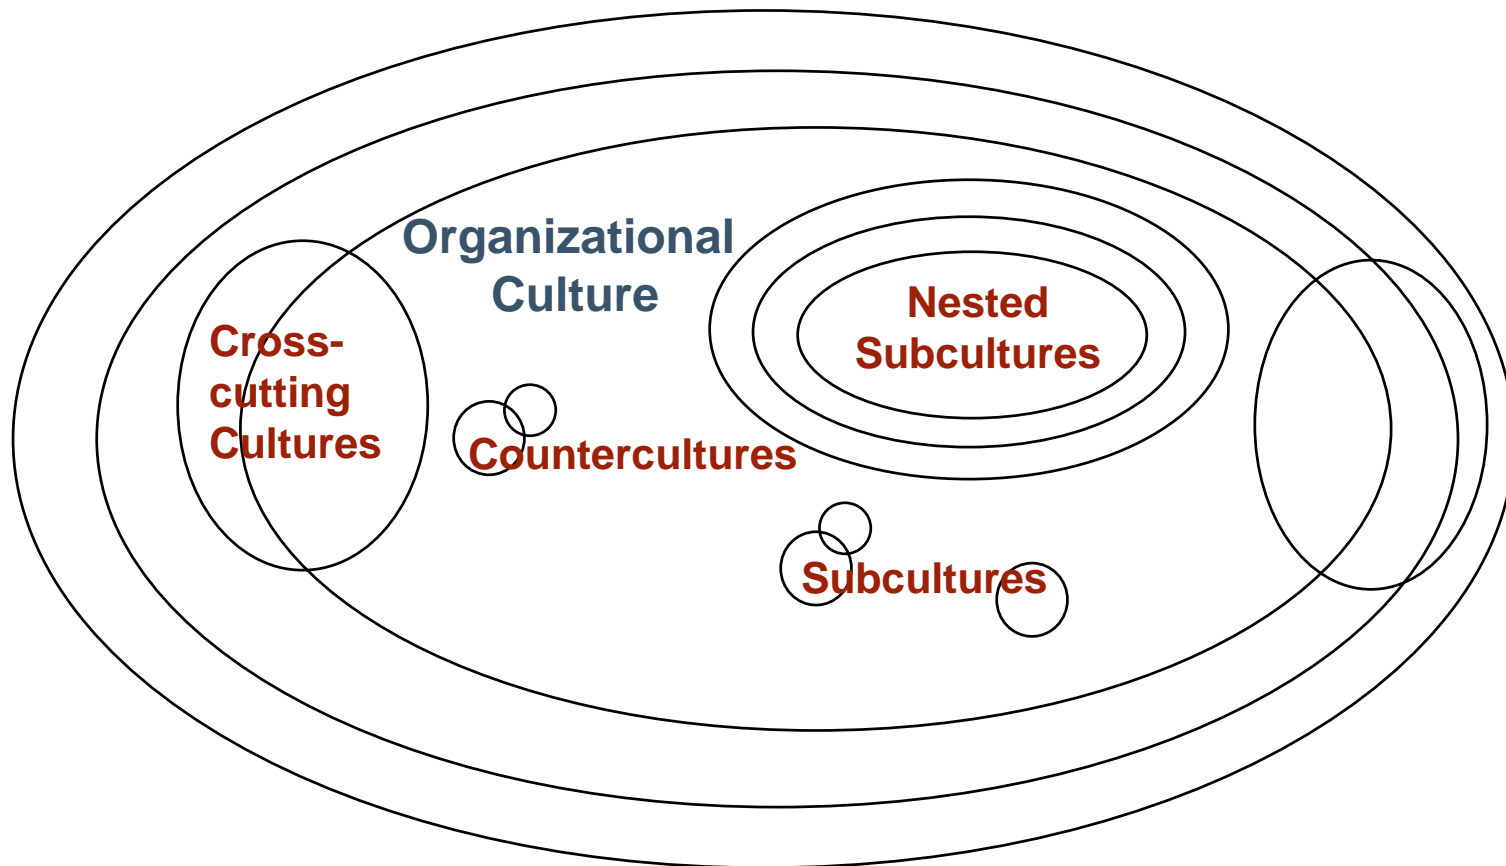 Organizational
Culture
Nested
Subcultures
Cross-
cutting
Cultures
Countercultures
Subcultures